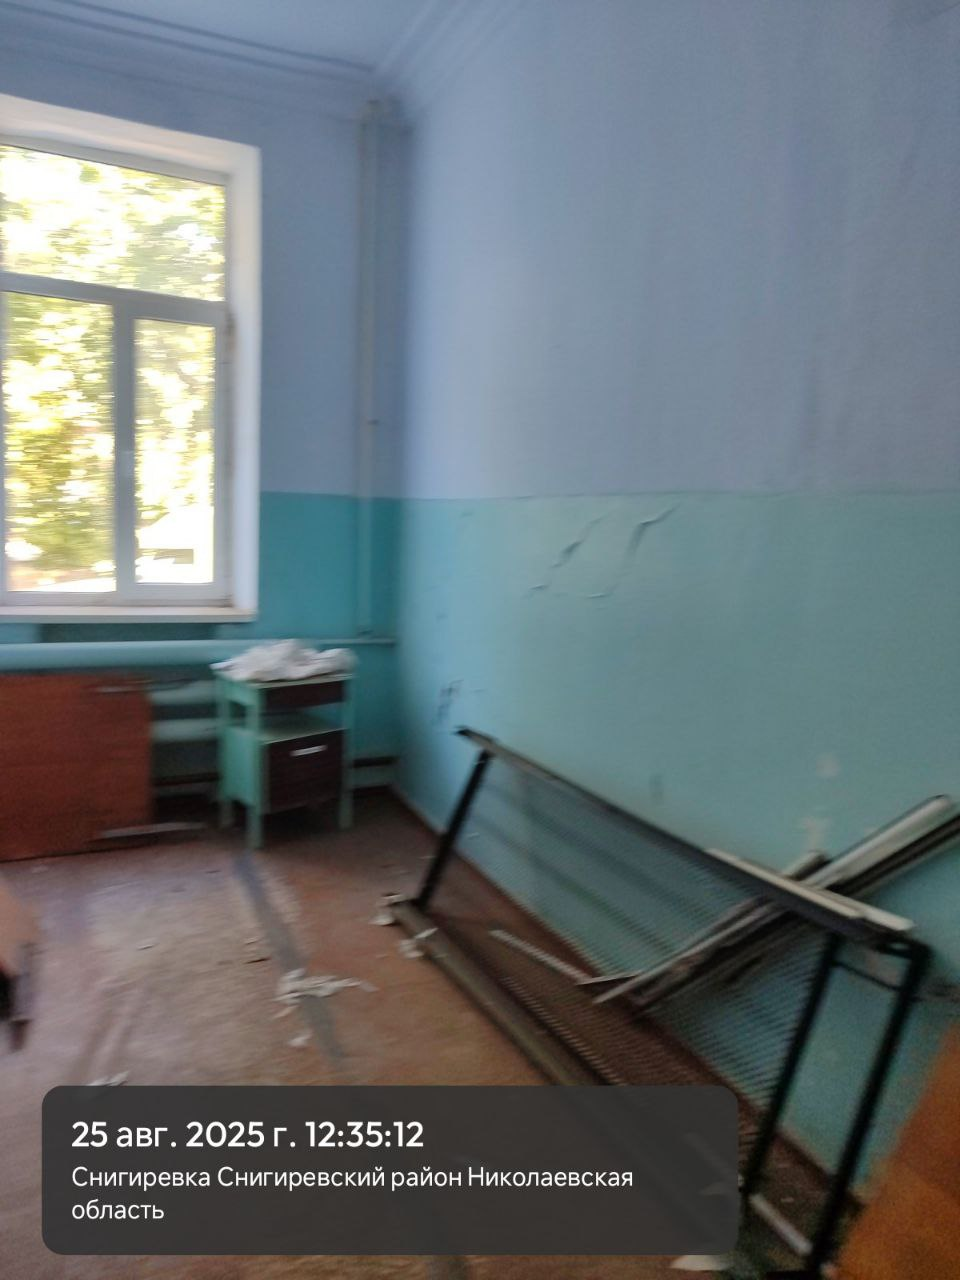 25 авг. 2025 г. 12:35:12
Снигиревка Снигиревский район Николаевская
область